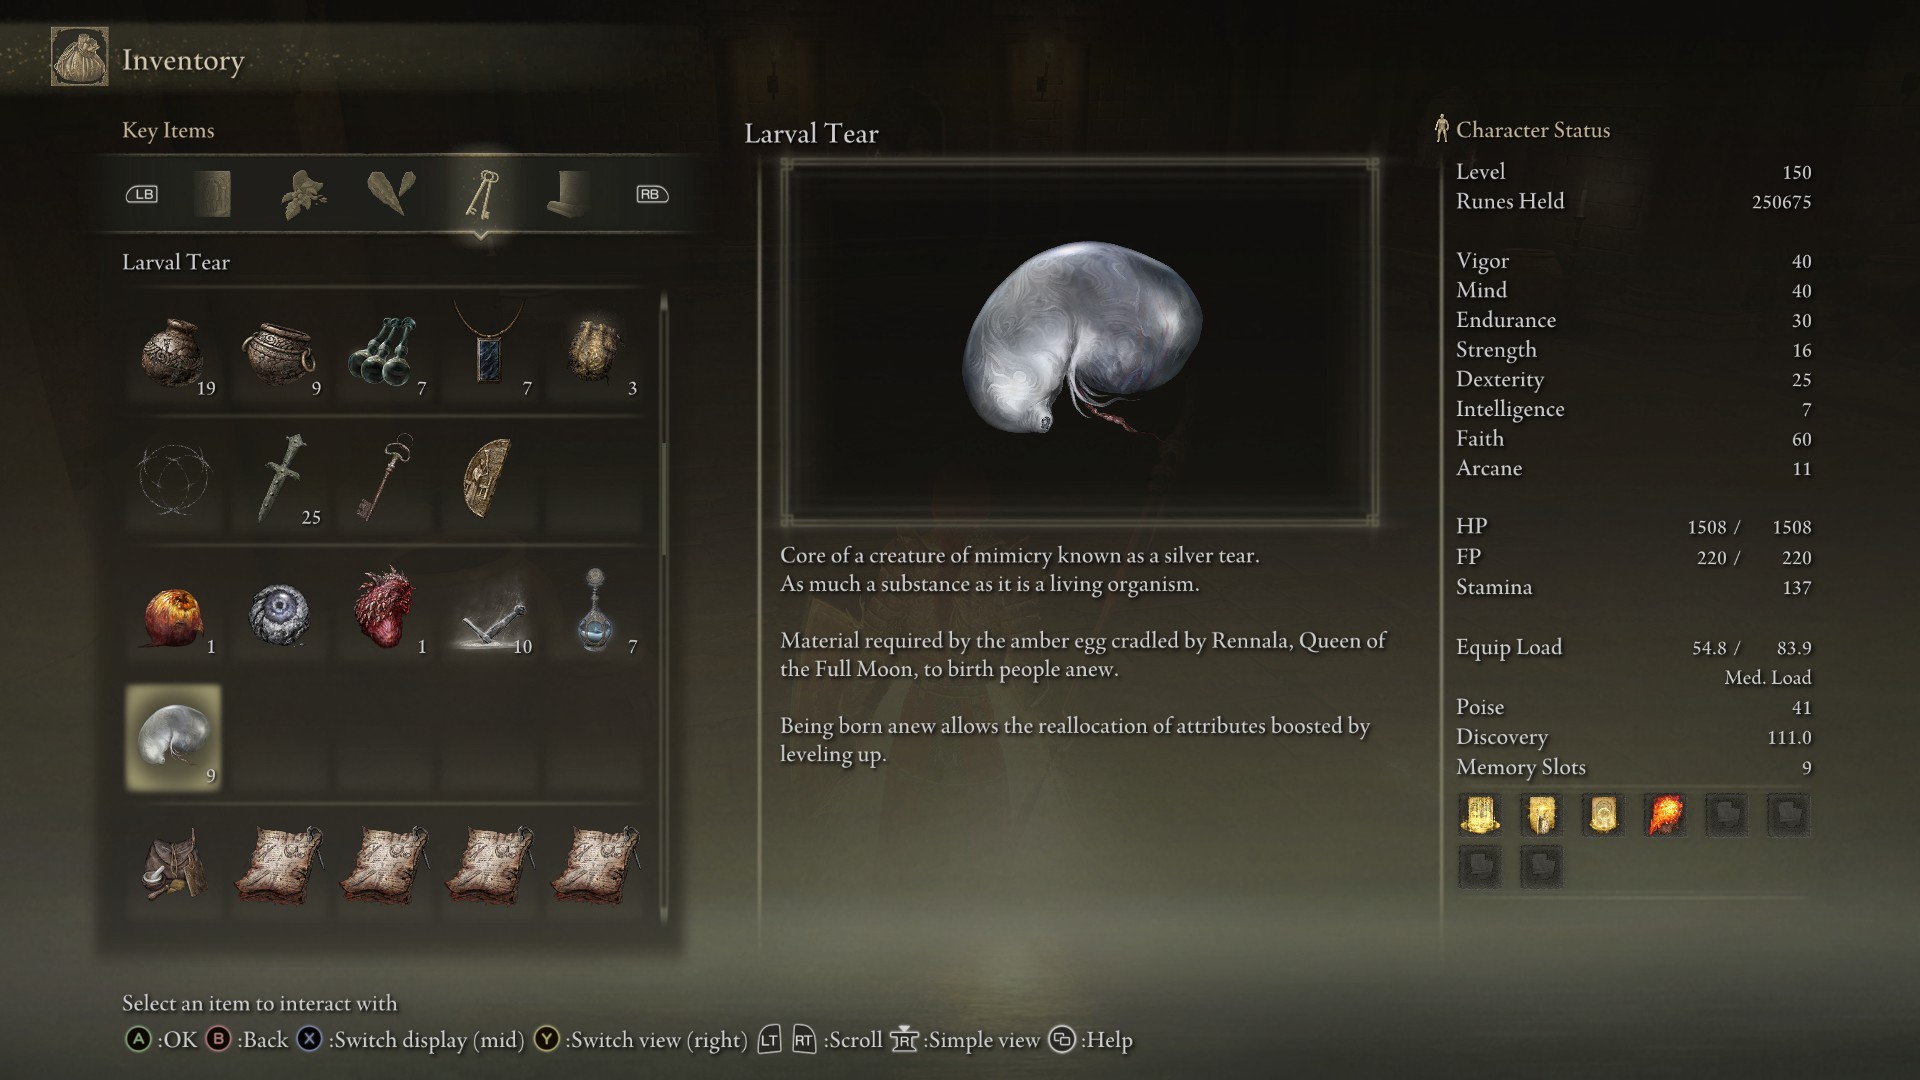 Inventory
Key Items
LB
RB
Larval Tear
19
9
7
7
3
25
1
1
10
7
9
Larval Tear
Core of a creature of mimicry known as a silver tear.
As much a substance as it is a living organism.
Material required by the amber egg cradled by Rennala, Queen of
the Full Moon, to birth people anew.
Being born anew allows the reallocation of attributes boosted by
leveling up.
Character Status
Level 150
Runes Held 250675
Vigor 40
Mind 40
Endurance 30
Strength 16
Dexterity 25
Intelligence 7
Faith 60
Arcane 11
HP 1508 / 1508
FP 220 / 220
Stamina 137
Equip Load 54.8 / 83.9
Med. Load
Poise 41
Discovery 111.0
Memory Slots 9
Select an item to interact with
A :OK B :Back X :Switch display (mid) Y :Switch view (right) LT RT :Scroll R :Simple view :Help